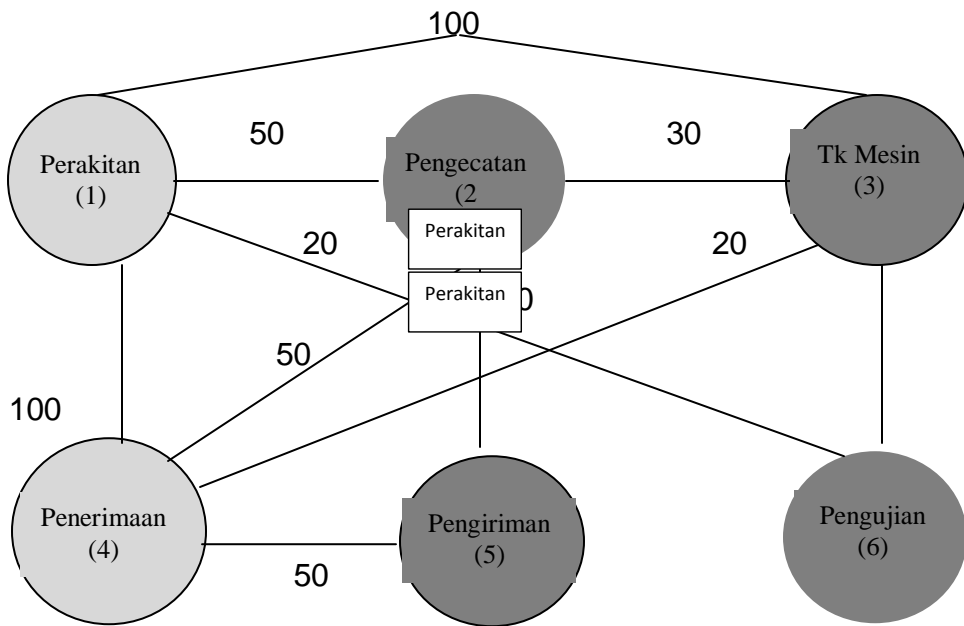 100
50
30
Perakitan
(1)
Pengecatan
(2
Tk Mesin
(3)
Perakitan
20
20
Perakitan
0
50
100
Penerimaan
(4)
Pengiriman
(5)
Pengujian
(6)
50